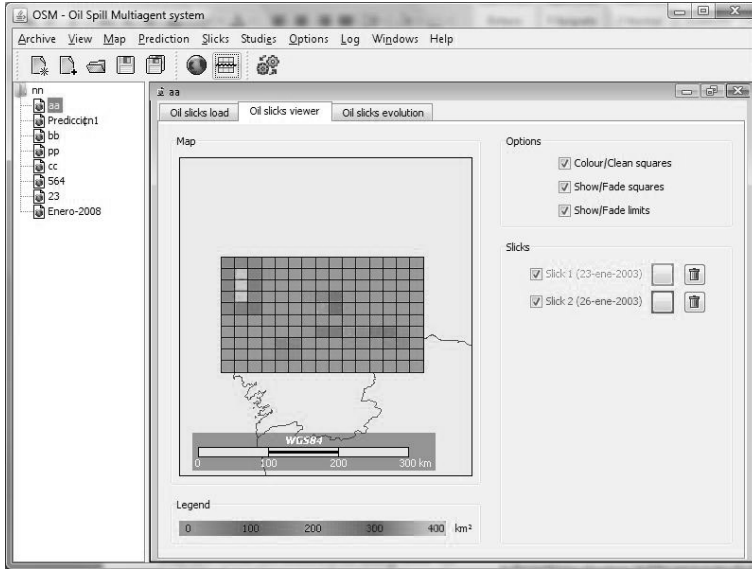 OSM - Oil Spill Multiagent system
Archive View Map Prediction Slicks Studies Options Log Windows Help
nn
aa
Predicción1
bb
pp
cc
564
23
Enero-2008
aa
Oil slicks load Oil slicks viewer Oil slicks evolution
Map
WGS84
0 100 200 300 km
Legend
0 100 200 300 400 km²
Options
Colour/Clean squares
Show/Fade squares
Show/Fade limits
Slicks
Slick 1 (23-ene-2003)
Slick 2 (26-ene-2003)